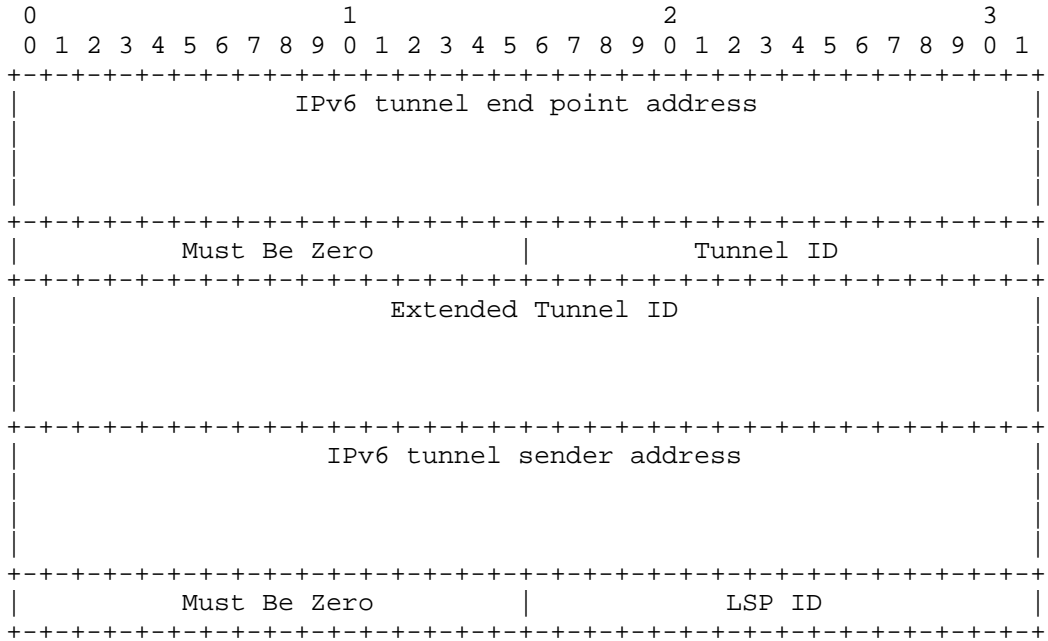 0                   1                   2                   3
0 1 2 3 4 5 6 7 8 9 0 1 2 3 4 5 6 7 8 9 0 1 2 3 4 5 6 7 8 9 0 1
IPv6 tunnel end point address
Must Be Zero | Tunnel ID
Extended Tunnel ID
IPv6 tunnel sender address
Must Be Zero | LSP ID